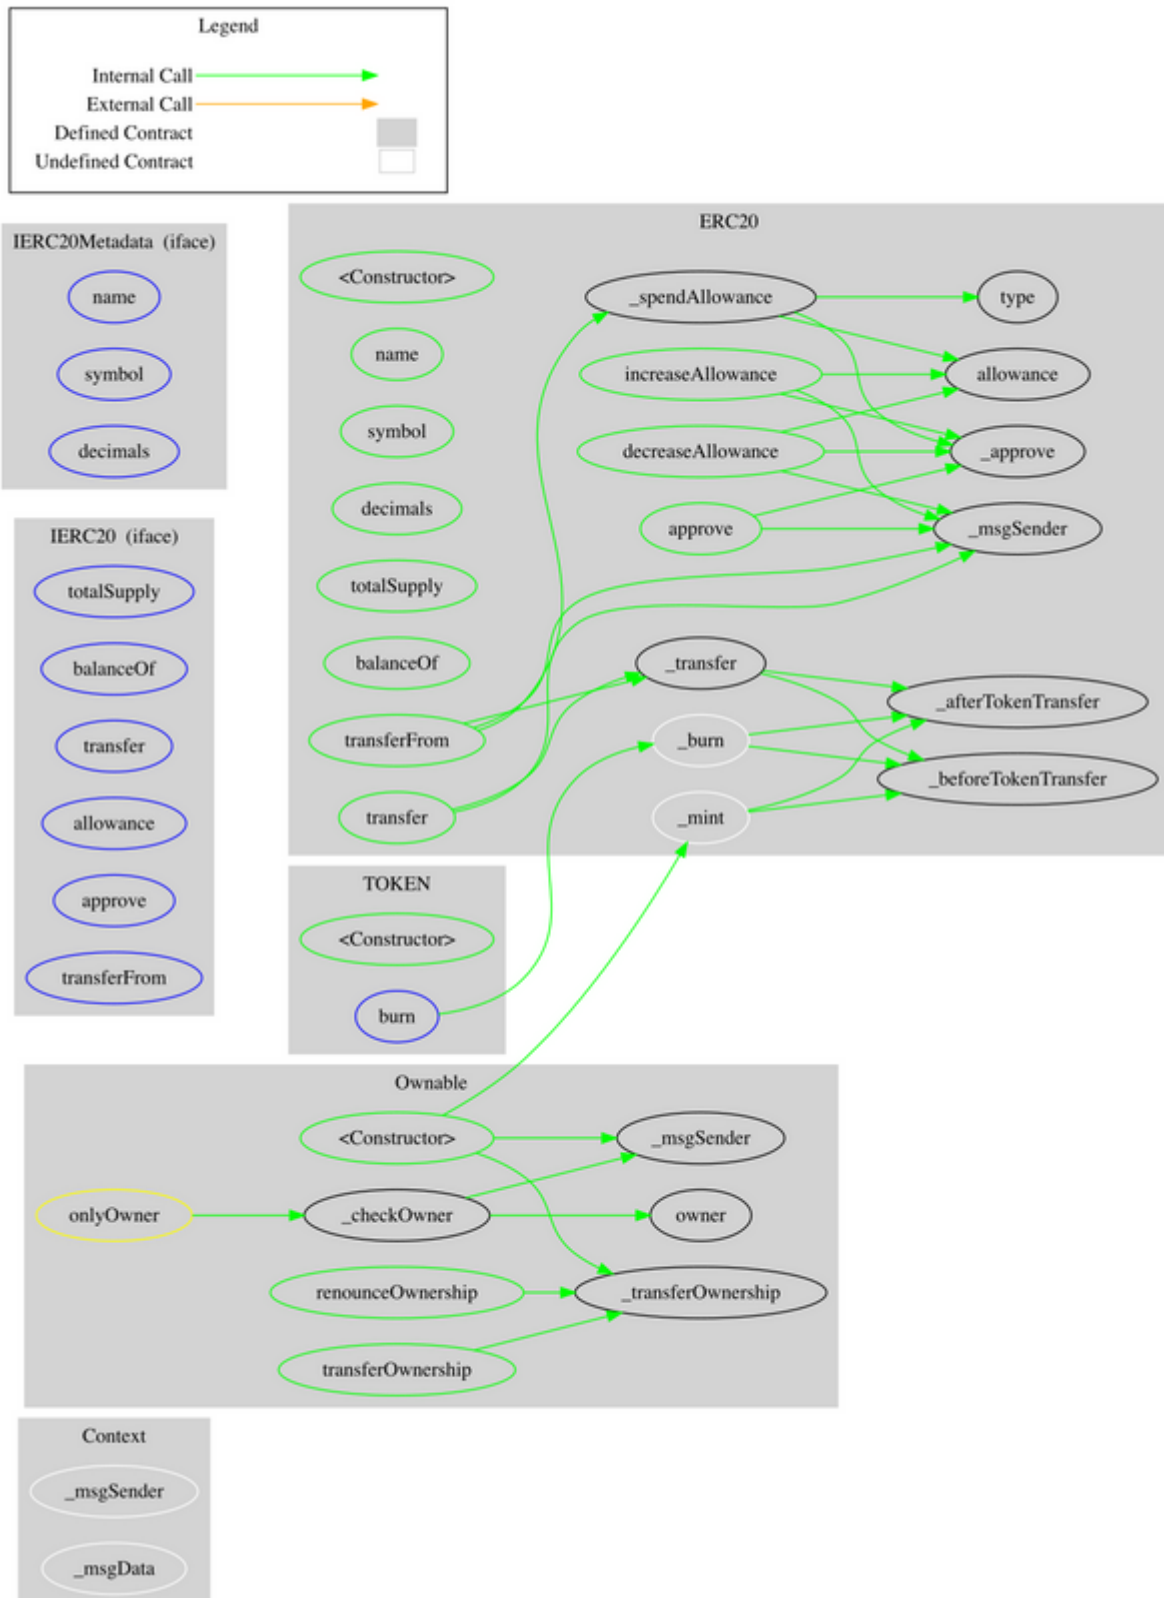 Legend
Internal Call
External Call
Defined Contract
Undefined Contract
IERC20Metadata (iface)
name
symbol
decimals
IERC20 (iface)
totalSupply
balanceOf
transfer
allowance
approve
transferFrom
ERC20
<Constructor>
name
symbol
decimals
totalSupply
balanceOf
transferFrom
transfer
_spendAllowance
increaseAllowance
decreaseAllowance
approve
_transfer
_burn
_mint
type
allowance
_approve
_msgSender
_afterTokenTransfer
_beforeTokenTransfer
TOKEN
<Constructor>
burn
Ownable
onlyOwner
<Constructor>
_checkOwner
renounceOwnership
transferOwnership
_msgSender
owner
_transferOwnership
Context
_msgSender
_msgData